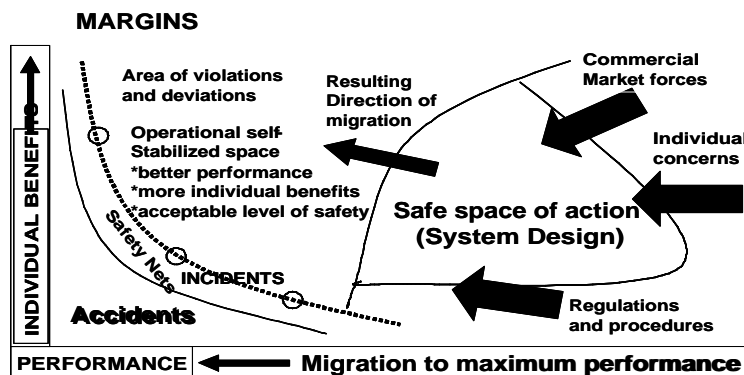 MARGINS
Area of violations
and deviations
Operational self-
Stabilized space
*better performance
*more individual benefits
*acceptable level of safety
Resulting
Direction of
migration
Commercial
Market forces
Individual
concerns
Safe space of action
(System Design)
Regulations
and procedures
Safety Nets
INCIDENTS
Accidents
INDIVIDUAL BENEFITS
PERFORMANCE
Migration to maximum performance